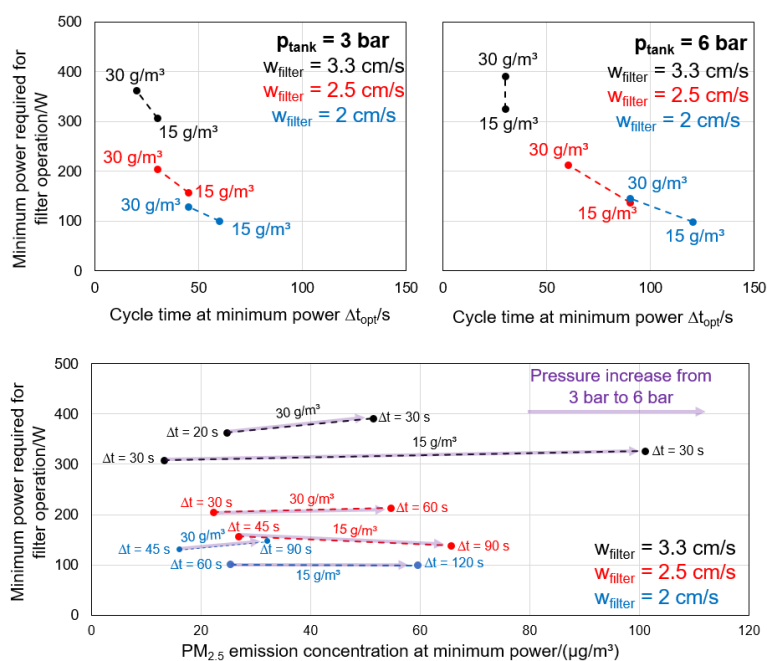 Minimum power required for
filter operation/W
500
400
300
200
100
0
p_tank = 3 bar
w_filter = 3.3 cm/s
w_filter = 2.5 cm/s
w_filter = 2 cm/s
30 g/m³
15 g/m³
30 g/m³
15 g/m³
30 g/m³
15 g/m³
0 50 100 150
Cycle time at minimum power Δt_opt/s
p_tank = 6 bar
w_filter = 3.3 cm/s
w_filter = 2.5 cm/s
w_filter = 2 cm/s
30 g/m³
15 g/m³
30 g/m³
30 g/m³
15 g/m³
15 g/m³
0 50 100 150
Cycle time at minimum power Δt_opt/s
Minimum power required for
filter operation/W
500
400
300
200
100
0
Pressure increase from
3 bar to 6 bar
Δt = 20 s 30 g/m³ Δt = 30 s
Δt = 30 s 15 g/m³ Δt = 30 s
Δt = 30 s 30 g/m³ Δt = 60 s
Δt = 45 s 15 g/m³ Δt = 90 s
Δt = 45 s 30 g/m³ Δt = 90 s
Δt = 60 s 15 g/m³ Δt = 120 s
w_filter = 3.3 cm/s
w_filter = 2.5 cm/s
w_filter = 2 cm/s
0 20 40 60 80 100 120
PM₂.₅ emission concentration at minimum power/(µg/m³)